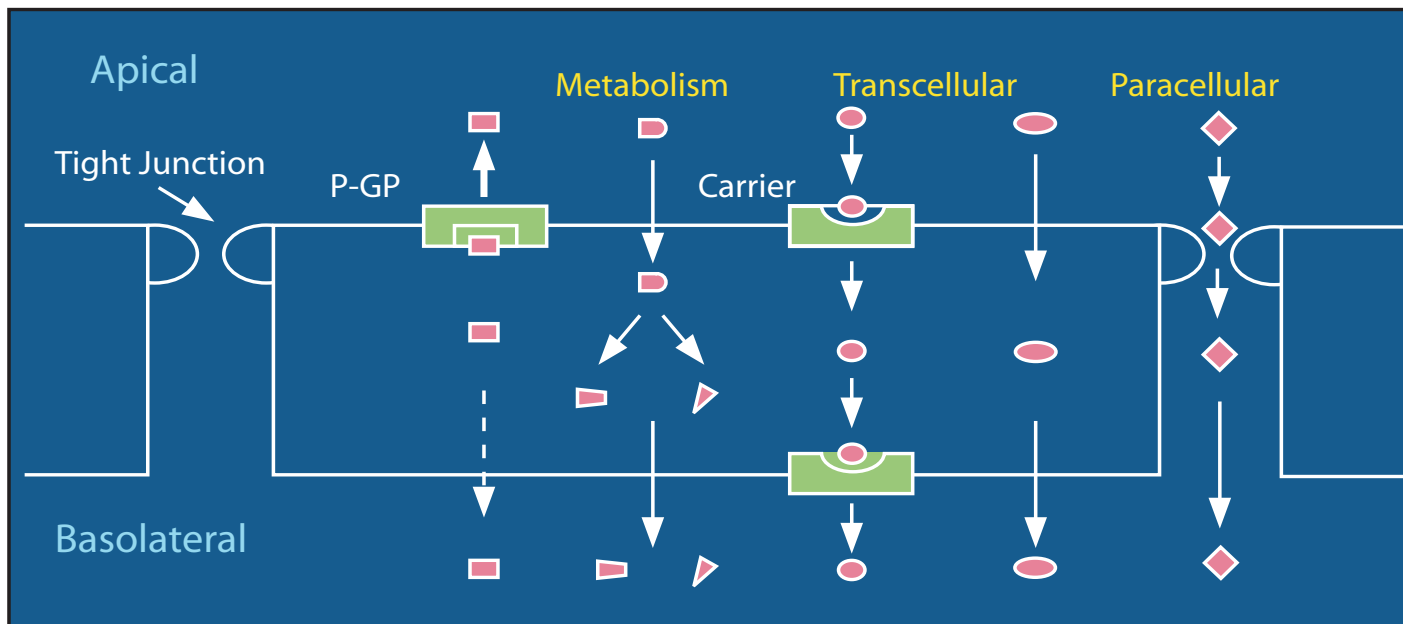 Apical
Metabolism
Transcellular
Paracellular
Tight Junction
P-GP
Carrier
Basolateral